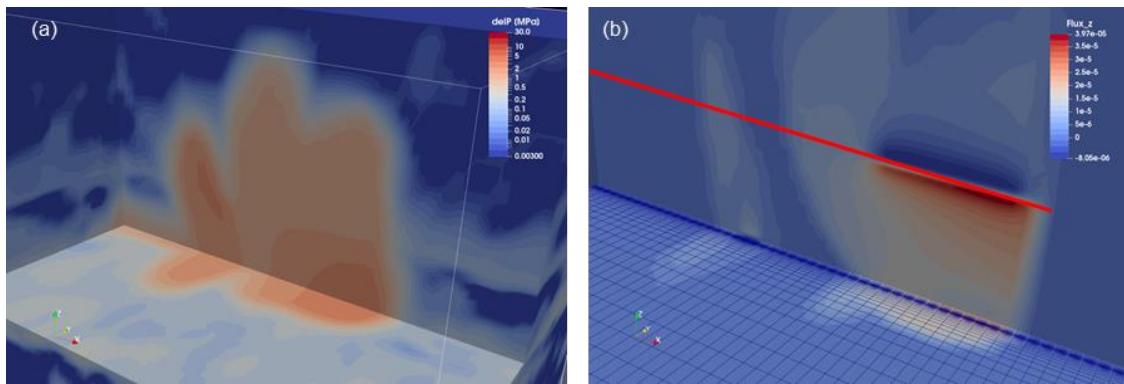 (a)
delP (MPa)
30.0
10
5
2
1
0.5
0.2
0.1
0.05
0.02
0.01
0.00300
Z
Y
X
(b)
Flux_z
3.97e-05
3.5e-5
3e-5
2.5e-5
2e-5
1.5e-5
1e-5
5e-6
0
-8.05e-06
Z
Y
X